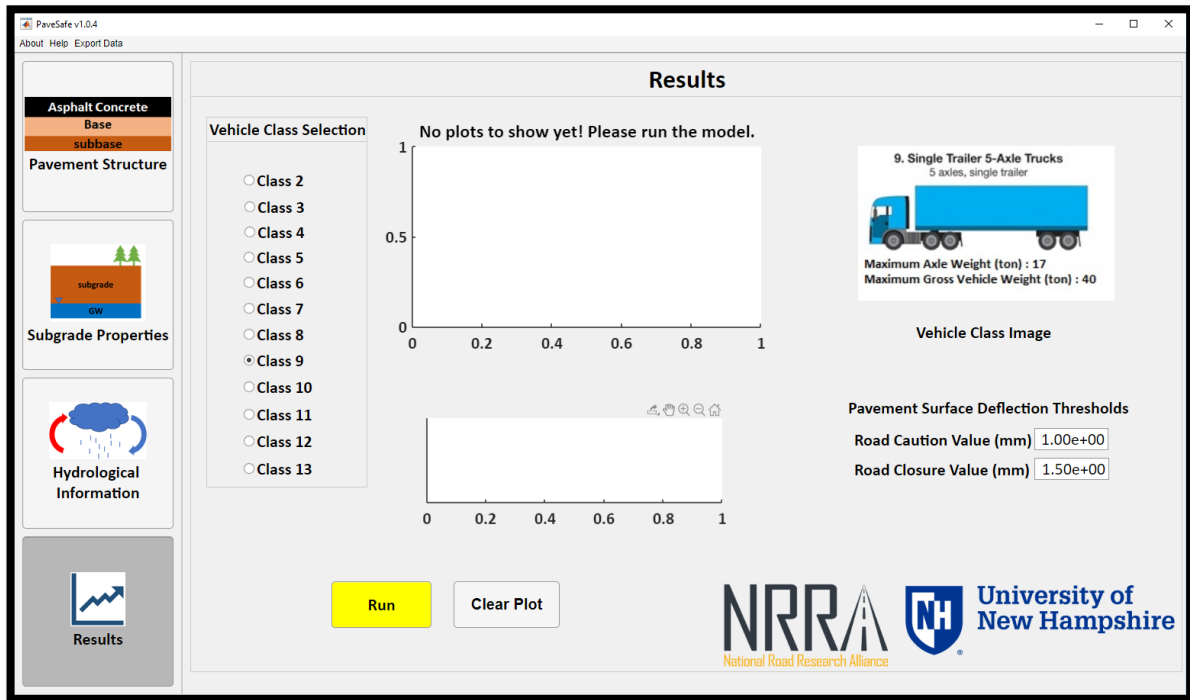 PaveSafe v1.0.4
About Help Export Data
Asphalt Concrete
Base
subbase
Pavement Structure
subgrade
GW
Subgrade Properties
Hydrological
Information
Results
Results
Vehicle Class Selection
Class 2
Class 3
Class 4
Class 5
Class 6
Class 7
Class 8
Class 9
Class 10
Class 11
Class 12
Class 13
No plots to show yet! Please run the model.
1
0.5
0
0 0.2 0.4 0.6 0.8 1
0 0.2 0.4 0.6 0.8 1
9. Single Trailer 5-Axle Trucks
5 axles, single trailer
Maximum Axle Weight (ton) : 17
Maximum Gross Vehicle Weight (ton) : 40
Vehicle Class Image
Pavement Surface Deflection Thresholds
Road Caution Value (mm) 1.00e+00
Road Closure Value (mm) 1.50e+00
Run
Clear Plot
NRRA
National Road Research Alliance
NH
®
University of
New Hampshire